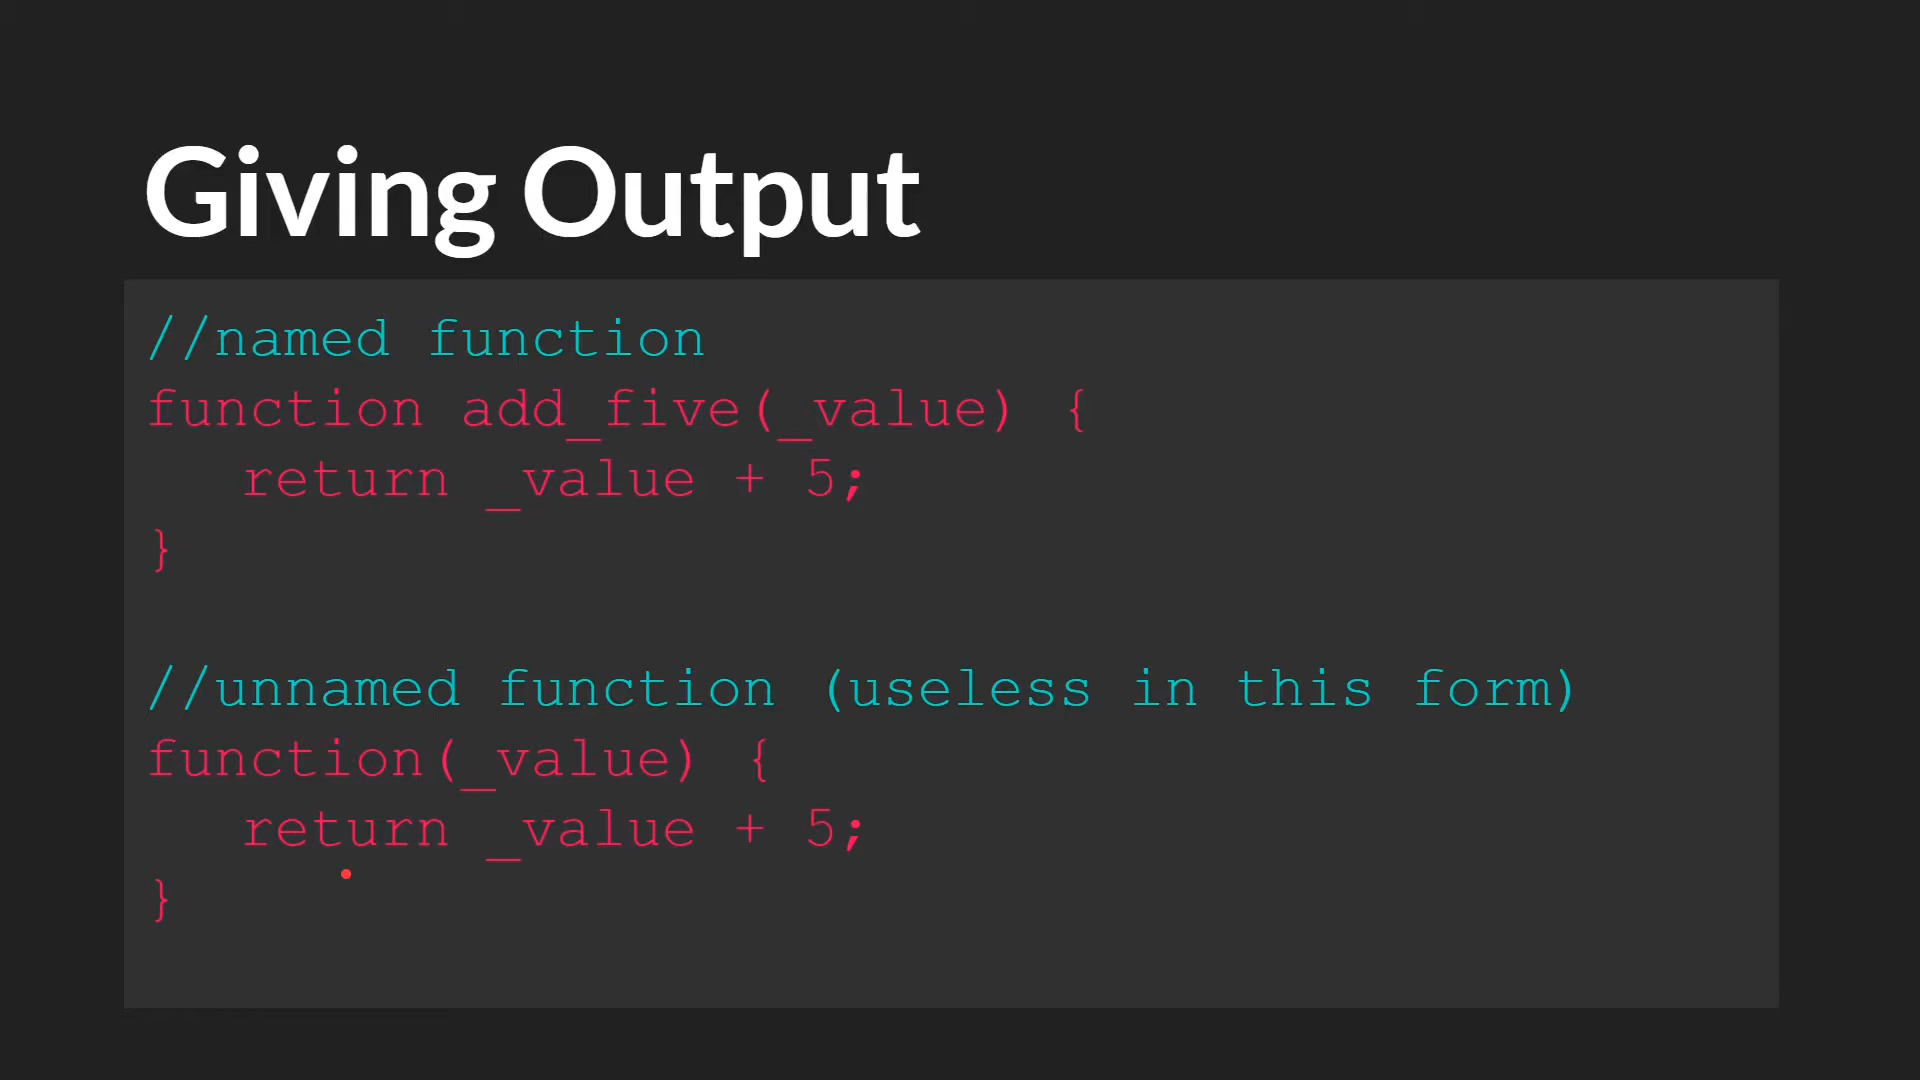 Giving Output
//named function
function add_five(_value) {
   return _value + 5;
}
//unnamed function (useless in this form)
function(_value) {
   return _value + 5;
}